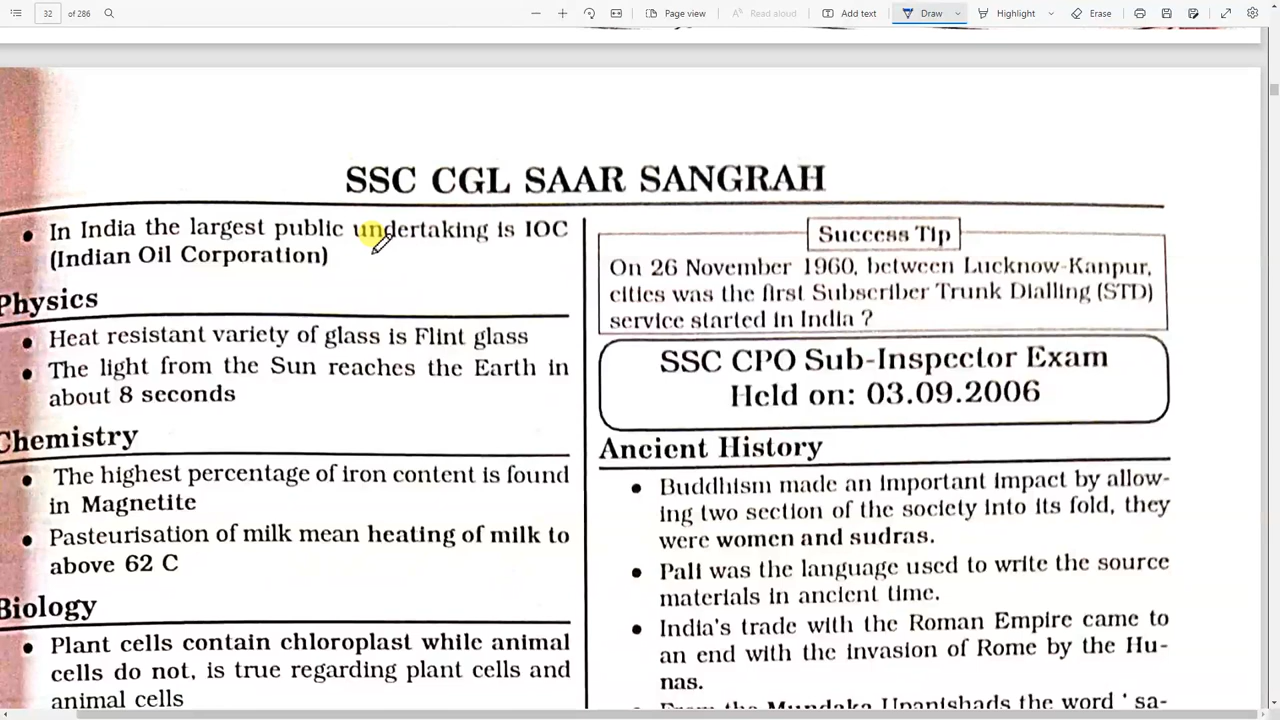 32 of 286 Page view Read aloud Add text Draw Highlight Erase
SSC CGL SAAR SANGRAH
• In India the largest public undertaking is IOC
(Indian Oil Corporation)
Physics
• Heat resistant variety of glass is Flint glass
• The light from the Sun reaches the Earth in
about 8 seconds
Chemistry
• The highest percentage of iron content is found
in Magnetite
• Pasteurisation of milk mean heating of milk to
above 62 C
Biology
• Plant cells contain chloroplast while animal
cells do not, is true regarding plant cells and
animal cells
Success Tip
On 26 November 1960, between Lucknow-Kanpur,
cities was the first Subscriber Trunk Dialling (STD)
service started in India ?
SSC CPO Sub-Inspector Exam
Held on: 03.09.2006
Ancient History
• Buddhism made an important impact by allow-
ing two section of the society into its fold, they
were women and sudras.
• Pali was the language used to write the source
materials in ancient time.
• India's trade with the Roman Empire came to
an end with the invasion of Rome by the Hu-
nas.
From the Mundaka Upanishads the word ' sa-